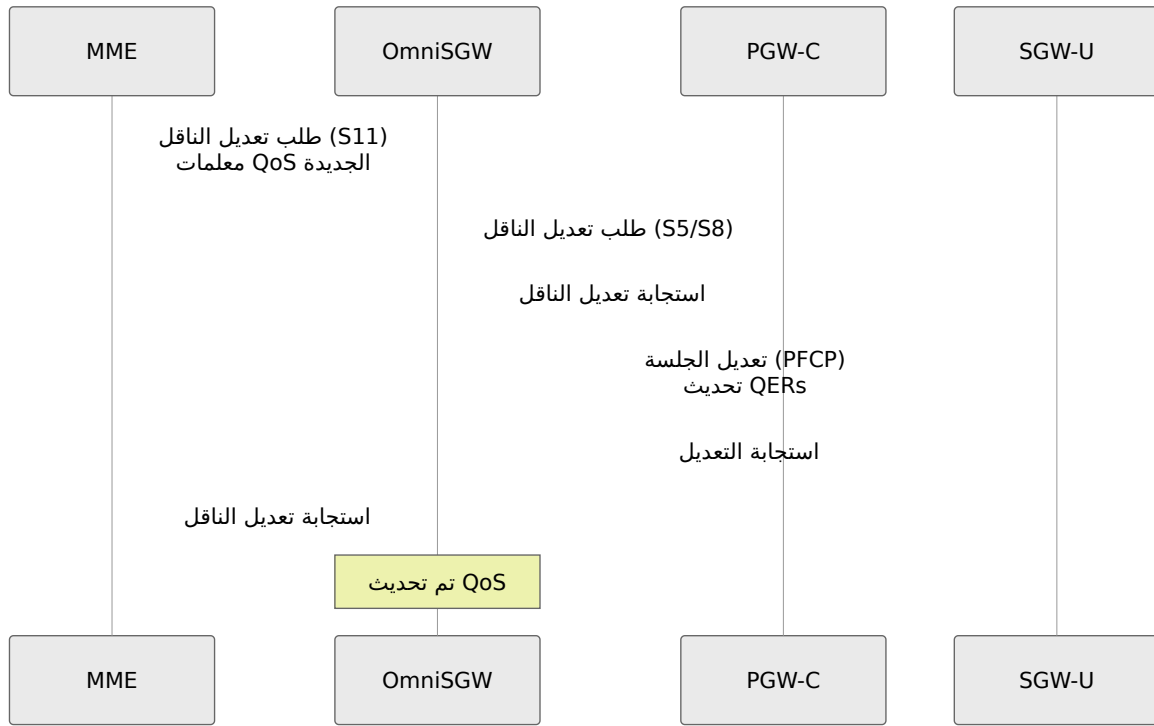 MME
OmniSGW
PGW-C
SGW-U
طلب تعديل الناقل (S11)
معلمات QoS الجديدة
طلب تعديل الناقل (S5/S8)
استجابة تعديل الناقل
تعديل الجلسة (PFCP)
تحديث QERs
استجابة التعديل
استجابة تعديل الناقل
تم تحديث QoS
MME
OmniSGW
PGW-C
SGW-U